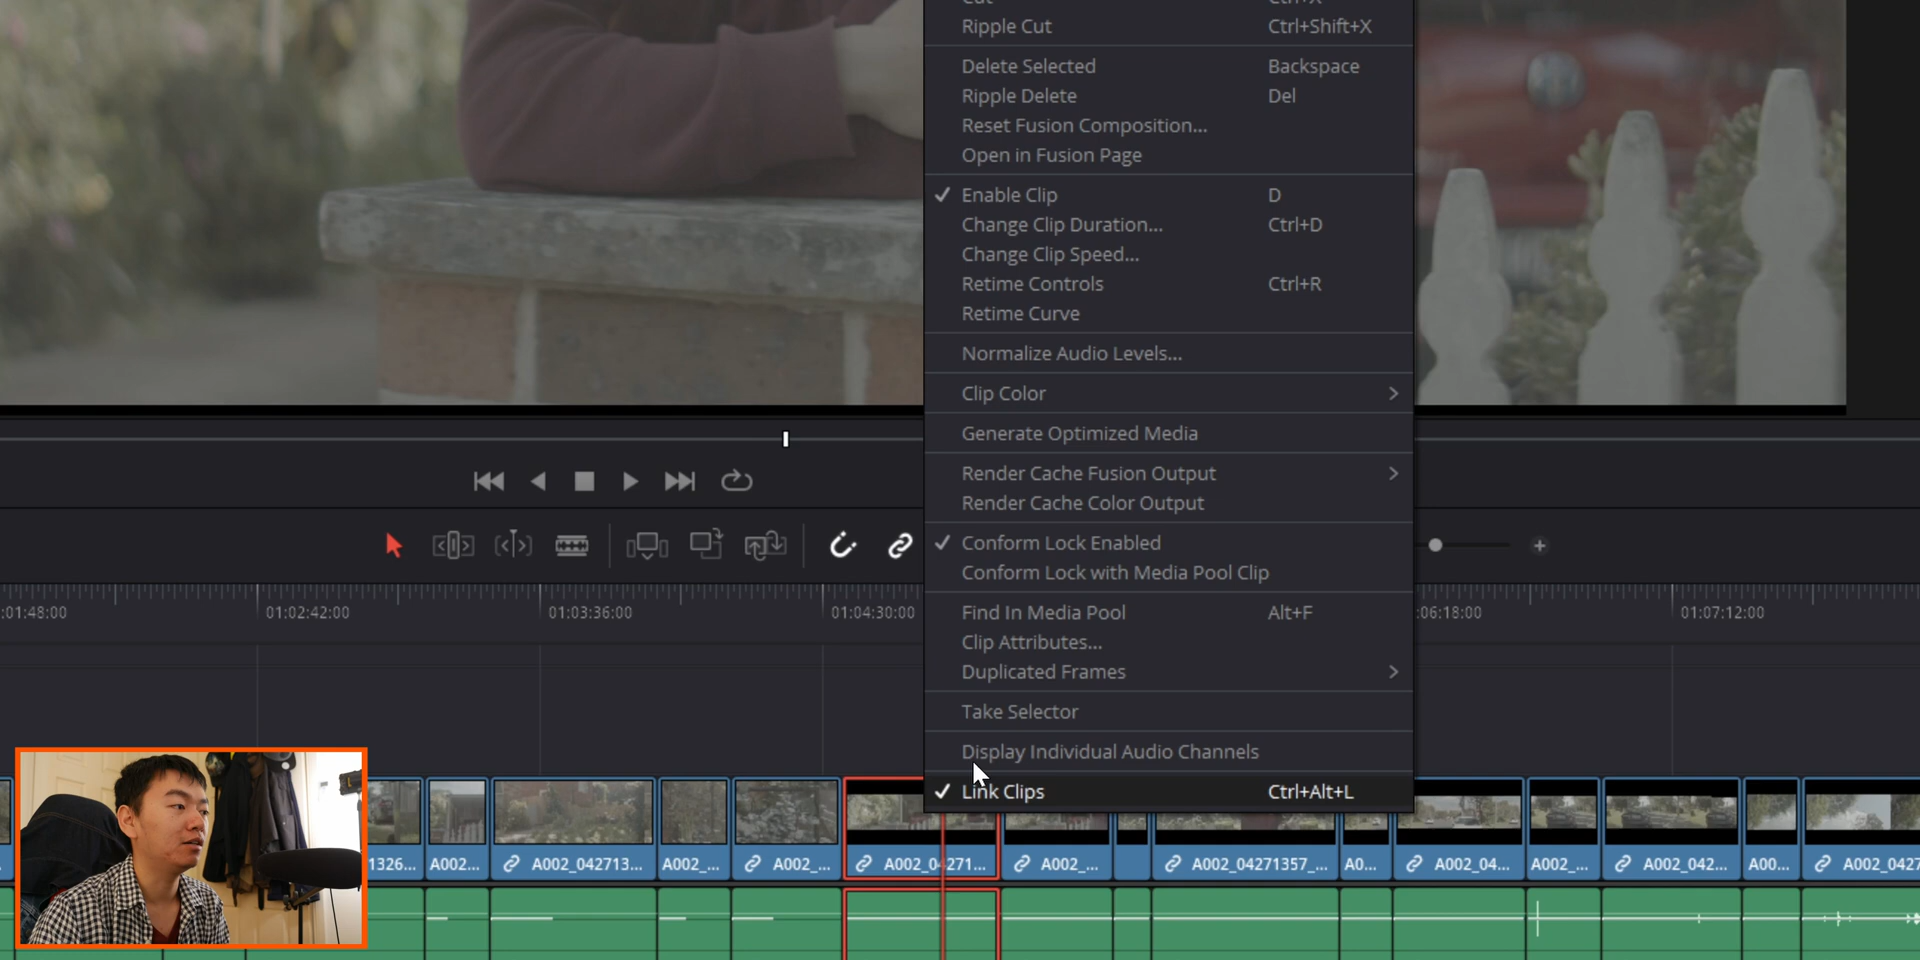 Cut Ctrl+X
Ripple Cut Ctrl+Shift+X
Delete Selected Backspace
Ripple Delete Del
Reset Fusion Composition...
Open in Fusion Page
Enable Clip D
Change Clip Duration... Ctrl+D
Change Clip Speed...
Retime Controls Ctrl+R
Retime Curve
Normalize Audio Levels...
Clip Color
Generate Optimized Media
Render Cache Fusion Output
Render Cache Color Output
Conform Lock Enabled
Conform Lock with Media Pool Clip
:01:48:00 01:02:42:00 01:03:36:00 01:04:30:00 :06:18:00 01:07:12:00
Find In Media Pool Alt+F
Clip Attributes...
Duplicated Frames
Take Selector
Display Individual Audio Channels
Link Clips Ctrl+Alt+L
1326... A002... A002_042713... A002_... A002_... A002_04271... A002_... A002_04271357_... A0... A002_04... A002_... A002_042... A00... A002_0427